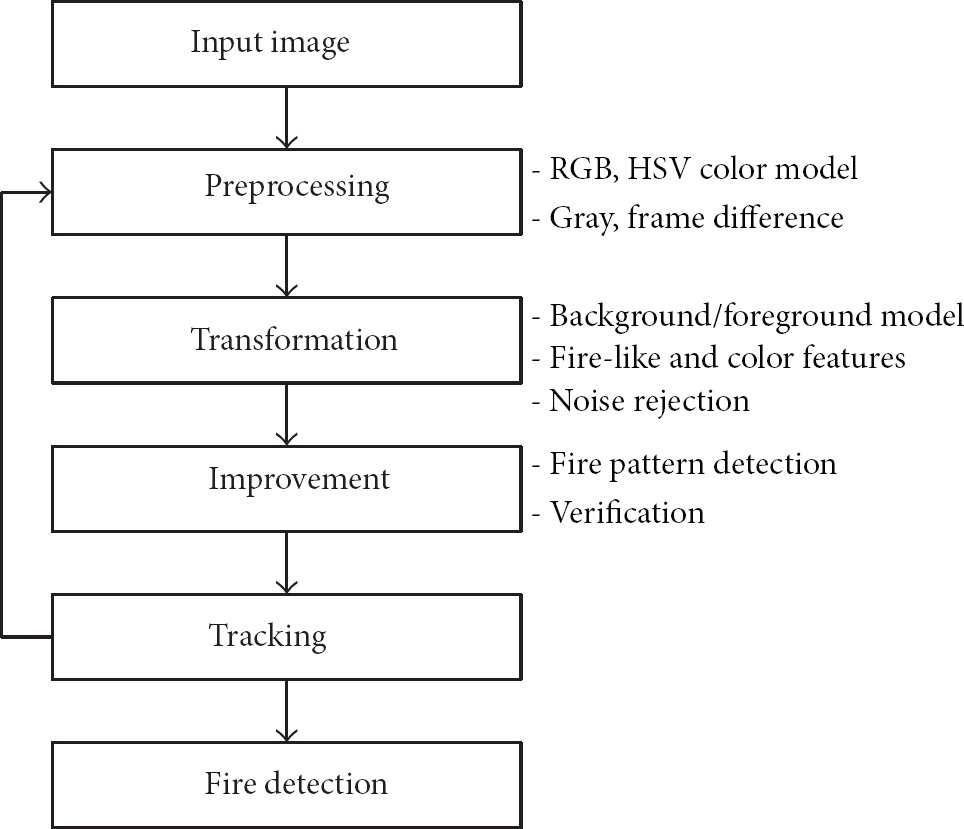 Input image
Preprocessing
- RGB, HSV color model
- Gray, frame difference
Transformation
- Background/foreground model
- Fire-like and color features
- Noise rejection
Improvement
- Fire pattern detection
- Verification
Tracking
Fire detection